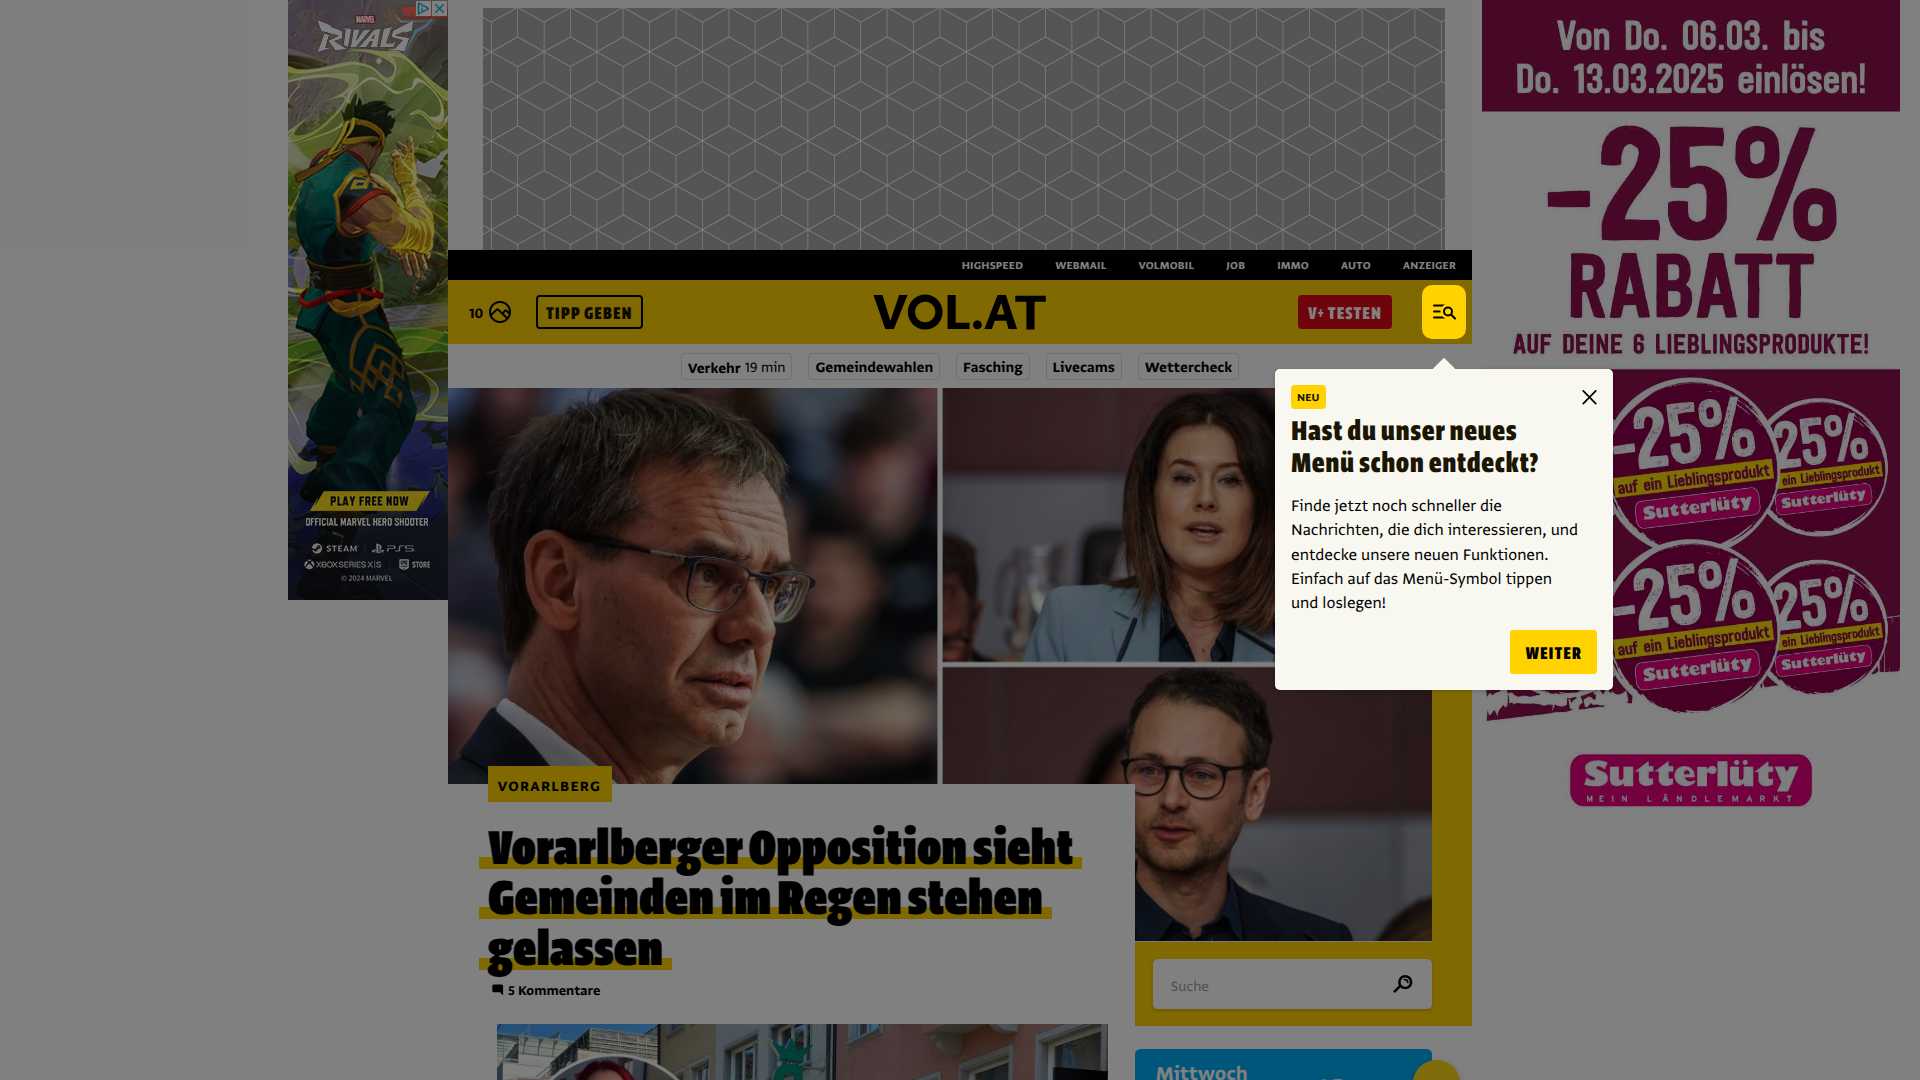 MARVEL
RIVALS
PLAY FREE NOW
OFFICIAL MARVEL HERO SHOOTER
STEAM PS5
XBOX SERIES X|S STORE
© 2024 MARVEL
Von Do. 06.03. bis
Do. 13.03.2025 einlösen!
-25%
RABATT
AUF DEINE 6 LIEBLINGSPRODUKTE!
HIGHSPEED WEBMAIL VOLMOBIL JOB IMMO AUTO ANZEIGER
10 TIPP GEBEN VOL.AT V+ TESTEN
Verkehr 19 min Gemeindewahlen Fasching Livecams Wettercheck
NEU
Hast du unser neues
Menü schon entdeckt?
Finde jetzt noch schneller die
Nachrichten, die dich interessieren, und
entdecke unsere neuen Funktionen.
Einfach auf das Menü-Symbol tippen
und loslegen!
WEITER
-25%
auf ein Lieblingsprodukt
Sutterlüty
25%
ein Lieblingsprodukt
Sutterlüty
-25%
auf ein Lieblingsprodukt
Sutterlüty
25%
ein Lieblingsprodukt
Sutterlüty
Sutterlüty
MEIN LÄNDLEMARKT
VORARLBERG
Vorarlberger Opposition sieht
Gemeinden im Regen stehen
gelassen
5 Kommentare
Suche
Mittwoch